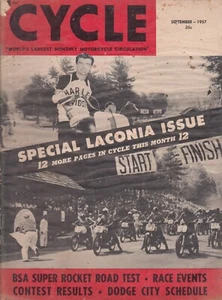 CYCLE
"WORLD'S LARGEST MONTHLY MOTORCYCLE CIRCULATION"
SEPTEMBER - 1957
35c
HARLEY
SPECIAL LACONIA ISSUE
12 MORE PAGES IN CYCLE THIS MONTH 12
START
FINISH
BSA SUPER ROCKET ROAD TEST · RACE EVENTS
CONTEST RESULTS · DODGE CITY SCHEDULE